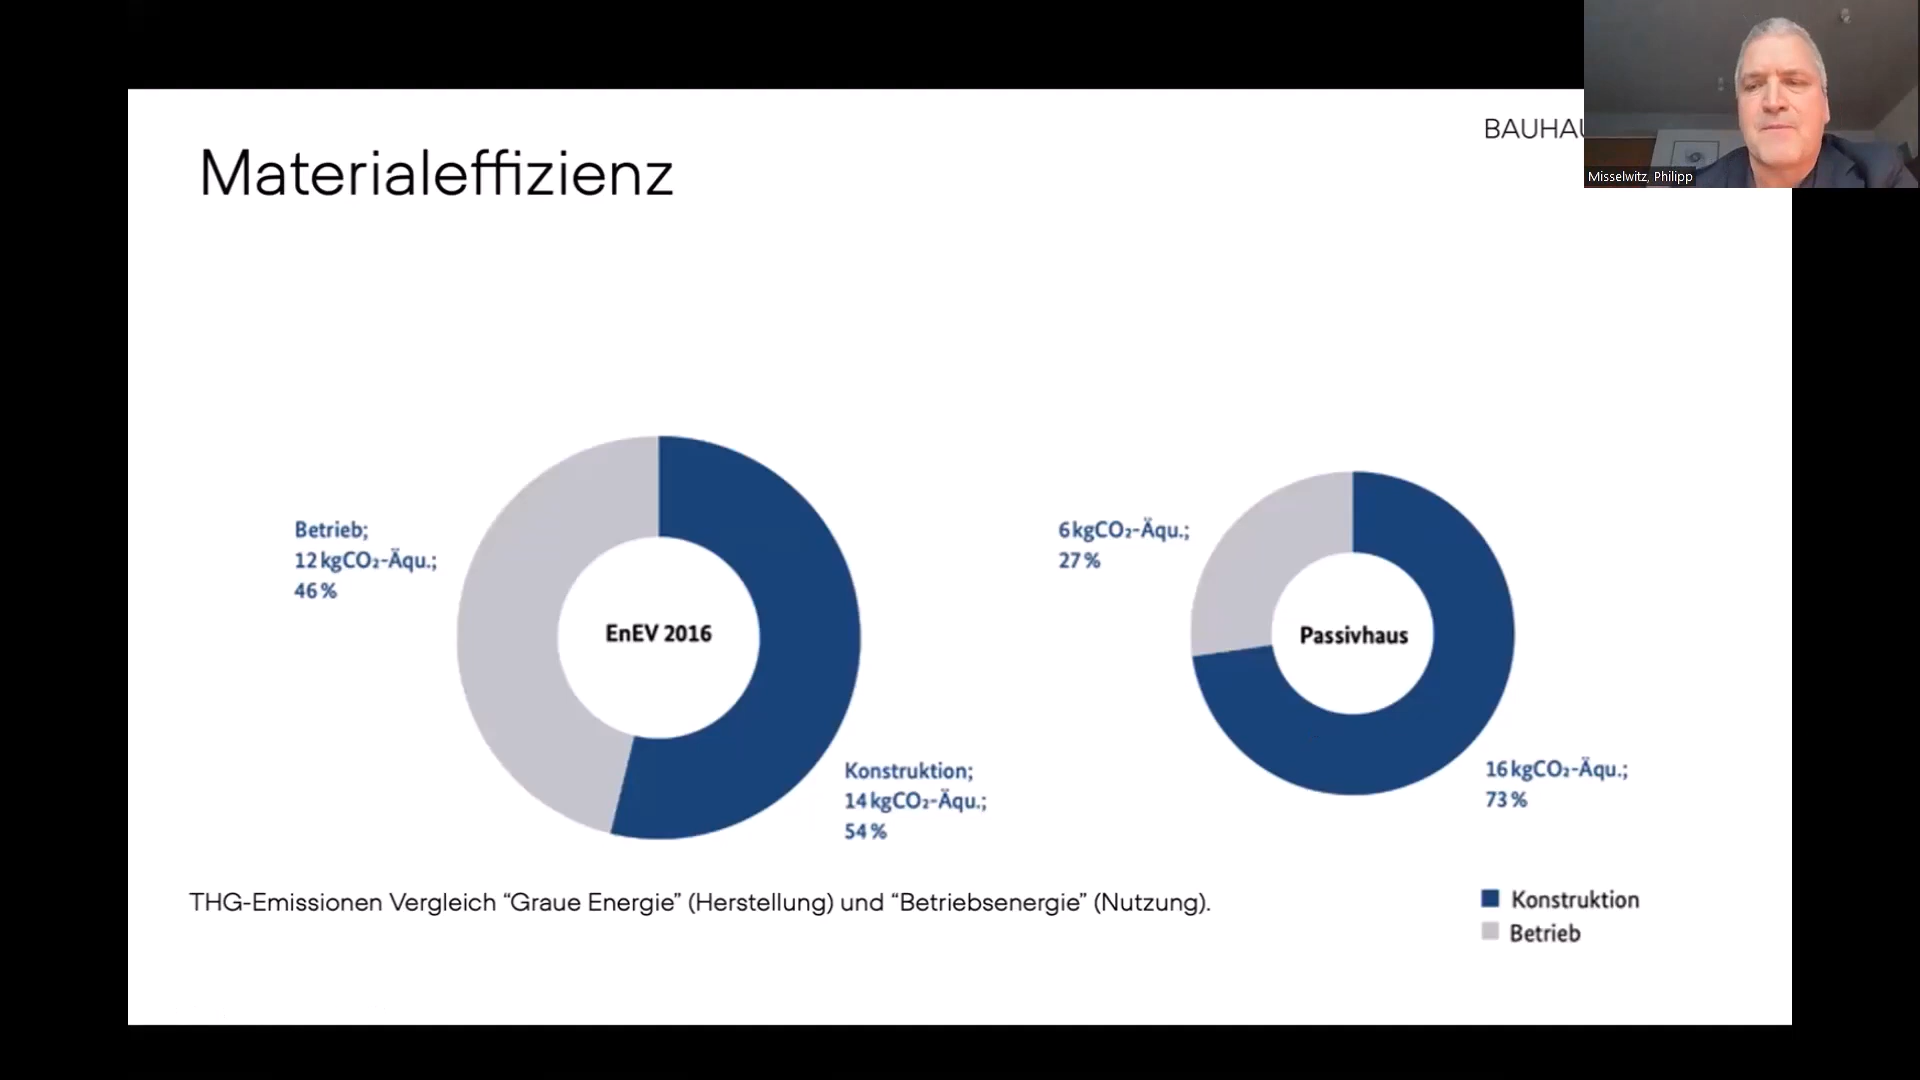 Materialeffizienz
BAUHAU
Misselwitz, Philipp
Betrieb;
12 kgCO₂-Äqu.;
46 %
EnEV 2016
Konstruktion;
14 kgCO₂-Äqu.;
54 %
6 kgCO₂-Äqu.;
27 %
Passivhaus
16 kgCO₂-Äqu.;
73 %
THG-Emissionen Vergleich “Graue Energie” (Herstellung) und “Betriebsenergie” (Nutzung).
Konstruktion
Betrieb